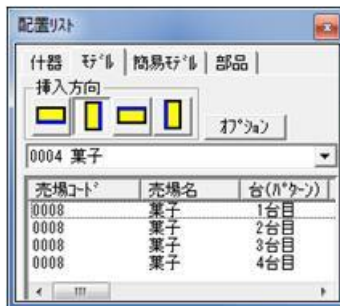 配置リスト
什器 ﾓﾃﾞﾙ 簡易ﾓﾃﾞﾙ 部品
挿入方向
ｵﾌﾟｼｮﾝ
0004 菓子
売場ｺｰﾄﾞ 売場名 台(ﾊﾟﾀｰﾝ)
0008 菓子 1台目
0008 菓子 2台目
0008 菓子 3台目
0008 菓子 4台目